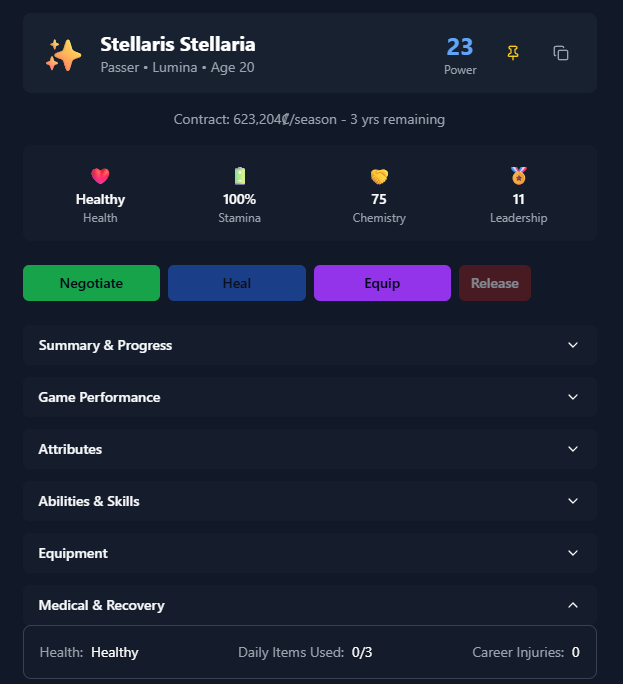 Stellaris Stellaria
Passer • Lumina • Age 20
23
Power
Contract: 623,204₡/season - 3 yrs remaining
Healthy
Health
100%
Stamina
75
Chemistry
11
Leadership
Negotiate
Heal
Equip
Release
Summary & Progress
Game Performance
Attributes
Abilities & Skills
Equipment
Medical & Recovery
Health: Healthy
Daily Items Used: 0/3
Career Injuries: 0